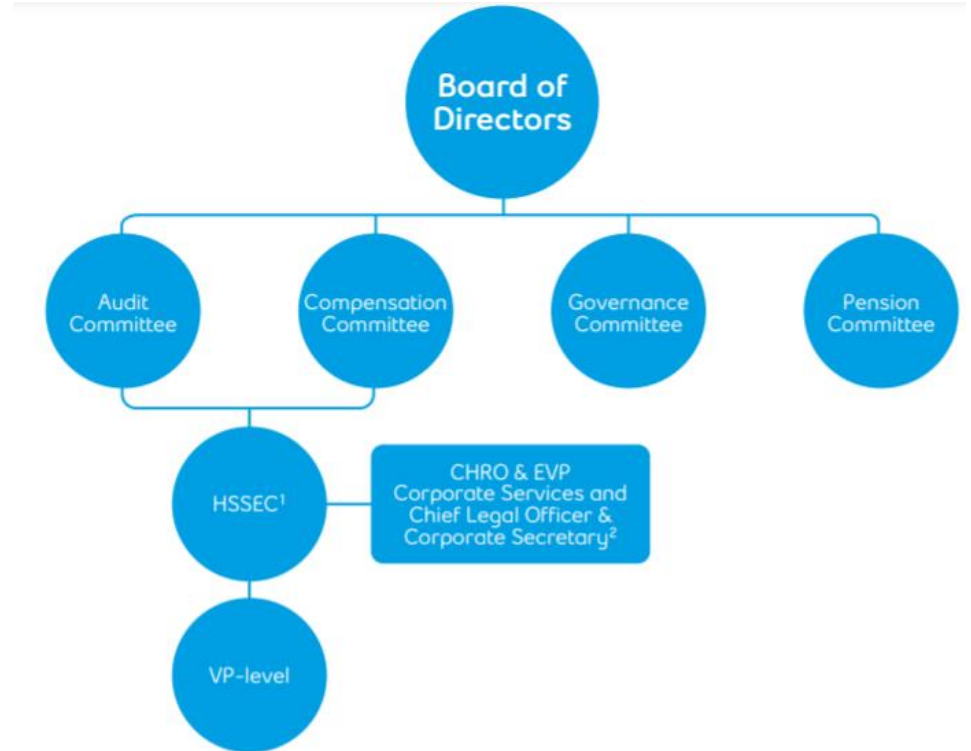 Board of
Directors
Audit
Committee
Compensation
Committee
Governance
Committee
Pension
Committee
HSSEC¹
CHRO & EVP
Corporate Services and
Chief Legal Officer &
Corporate Secretary²
VP-level